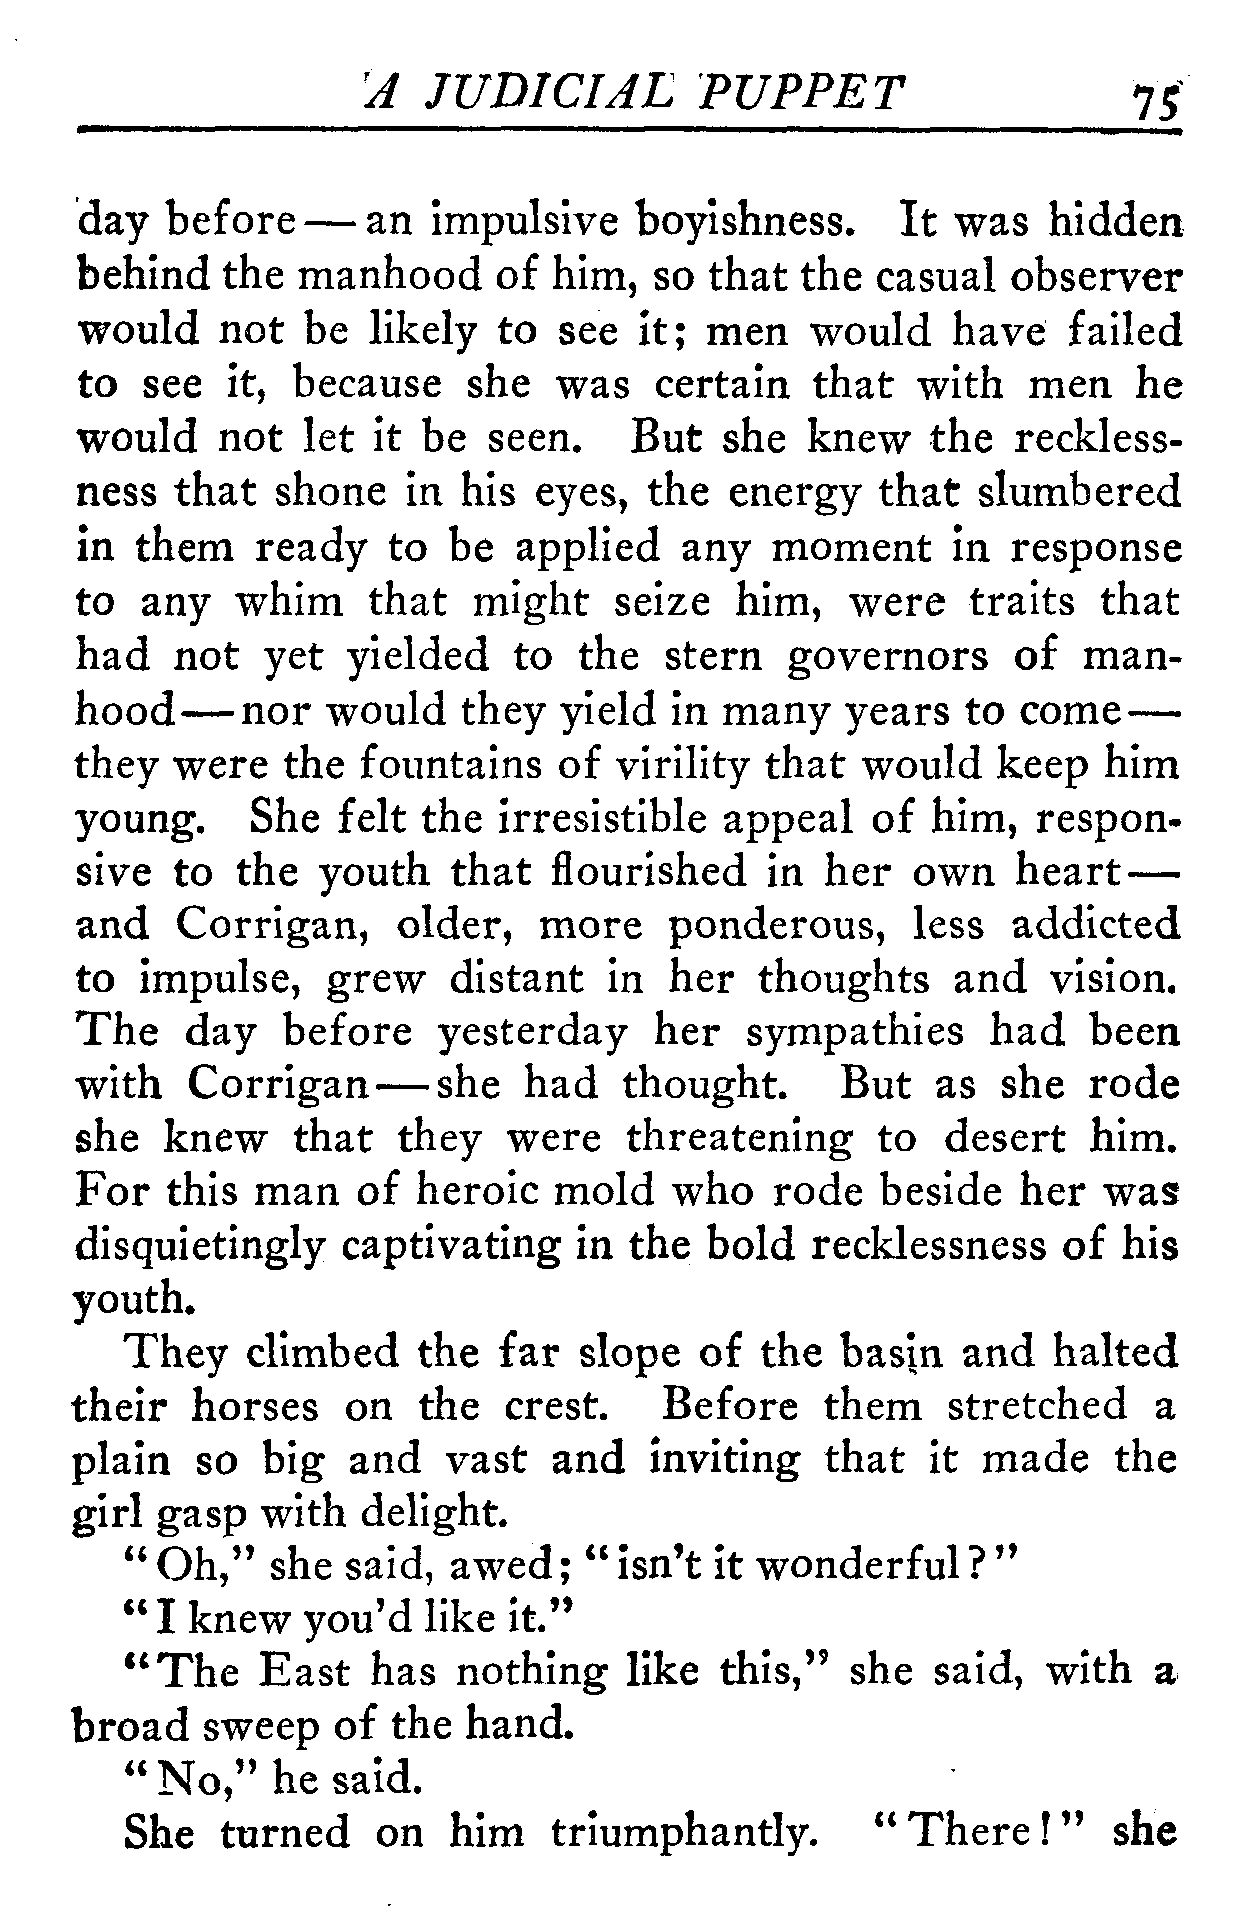 A JUDICIAL PUPPET 75
day before — an impulsive boyishness. It was hidden
behind the manhood of him, so that the casual observer
would not be likely to see it; men would have failed
to see it, because she was certain that with men he
would not let it be seen. But she knew the reckless-
ness that shone in his eyes, the energy that slumbered
in them ready to be applied any moment in response
to any whim that might seize him, were traits that
had not yet yielded to the stern governors of man-
hood—nor would they yield in many years to come—
they were the fountains of virility that would keep him
young. She felt the irresistible appeal of him, respon-
sive to the youth that flourished in her own heart—
and Corrigan, older, more ponderous, less addicted
to impulse, grew distant in her thoughts and vision.
The day before yesterday her sympathies had been
with Corrigan—she had thought. But as she rode
she knew that they were threatening to desert him.
For this man of heroic mold who rode beside her was
disquietingly captivating in the bold recklessness of his
youth.
They climbed the far slope of the basin and halted
their horses on the crest. Before them stretched a
plain so big and vast and inviting that it made the
girl gasp with delight.
"Oh," she said, awed; "isn't it wonderful?"
"I knew you'd like it."
"The East has nothing like this," she said, with a
broad sweep of the hand.
"No," he said.
She turned on him triumphantly. "There!" she